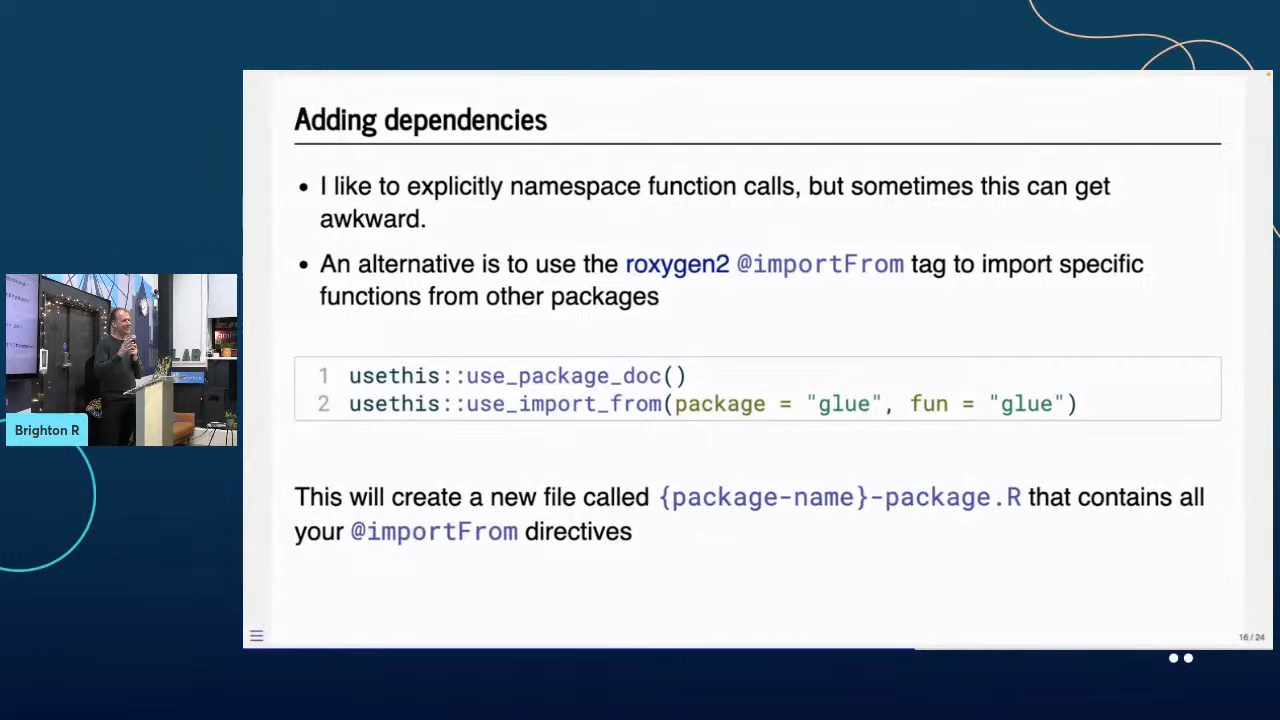 Adding dependencies
• I like to explicitly namespace function calls, but sometimes this can get
awkward.
• An alternative is to use the roxygen2 @importFrom tag to import specific
functions from other packages
1 usethis::use_package_doc()
2 usethis::use_import_from(package = "glue", fun = "glue")
This will create a new file called {package-name}-package.R that contains all
your @importFrom directives
16 / 24
LAB
Brighton R